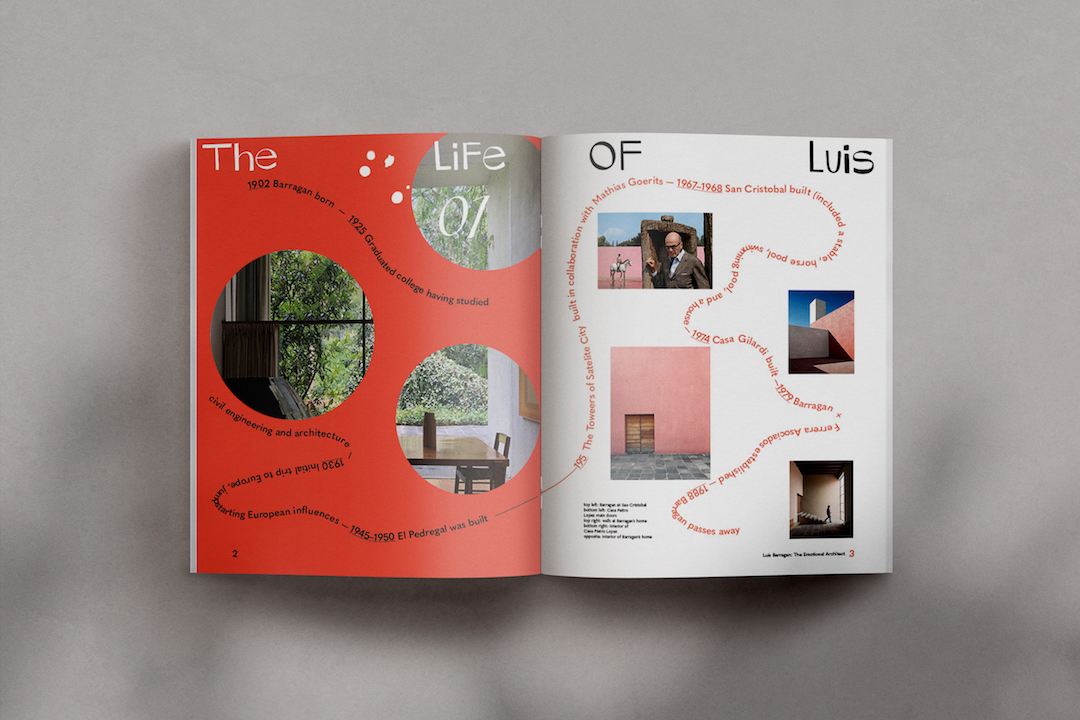 The LiFe OF Luis
01
1902 Barragan born — 1925 Graduated college having studied
civil engineering and architecture
/ 1930 Initial trip to Europe, jump
starting European influences — 1945–1950 El Pedregal was built —
195 The Toweers of Satelite City built in collaboration with Mathias Goerits — 1967–1968 San Cristobal built (included a stable, horse pool, swimming pool, and a house — 1974 Casa Gilardi built — 1979 Barragan × Ferrera Asociados established — 1988 Barragan passes away
top left: Barragan at San Cristobal
bottom left: Casa Pietro
Lopez main doors
top right: walls at Barragan's home
bottom right: interior of
Casa Pietro Lopez
opposite: interior of Barragan's home
2
Luis Barragan: The Emotional Architect 3